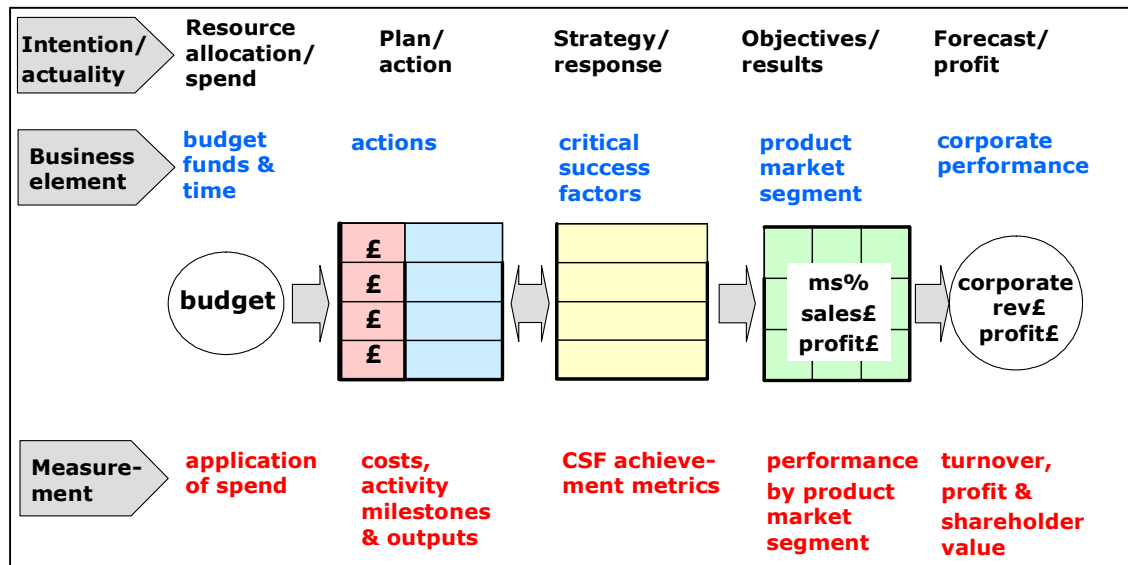 Intention/
actuality
Resource
allocation/
spend
Plan/
action
Strategy/
response
Objectives/
results
Forecast/
profit
Business
element
budget
funds &
time
actions
critical
success
factors
product
market
segment
corporate
performance
budget
£
£
£
£
ms%
sales£
profit£
corporate
rev£
profit£
Measure-
ment
application
of spend
costs,
activity
milestones
& outputs
CSF achieve-
ment metrics
performance
by product
market
segment
turnover,
profit &
shareholder
value